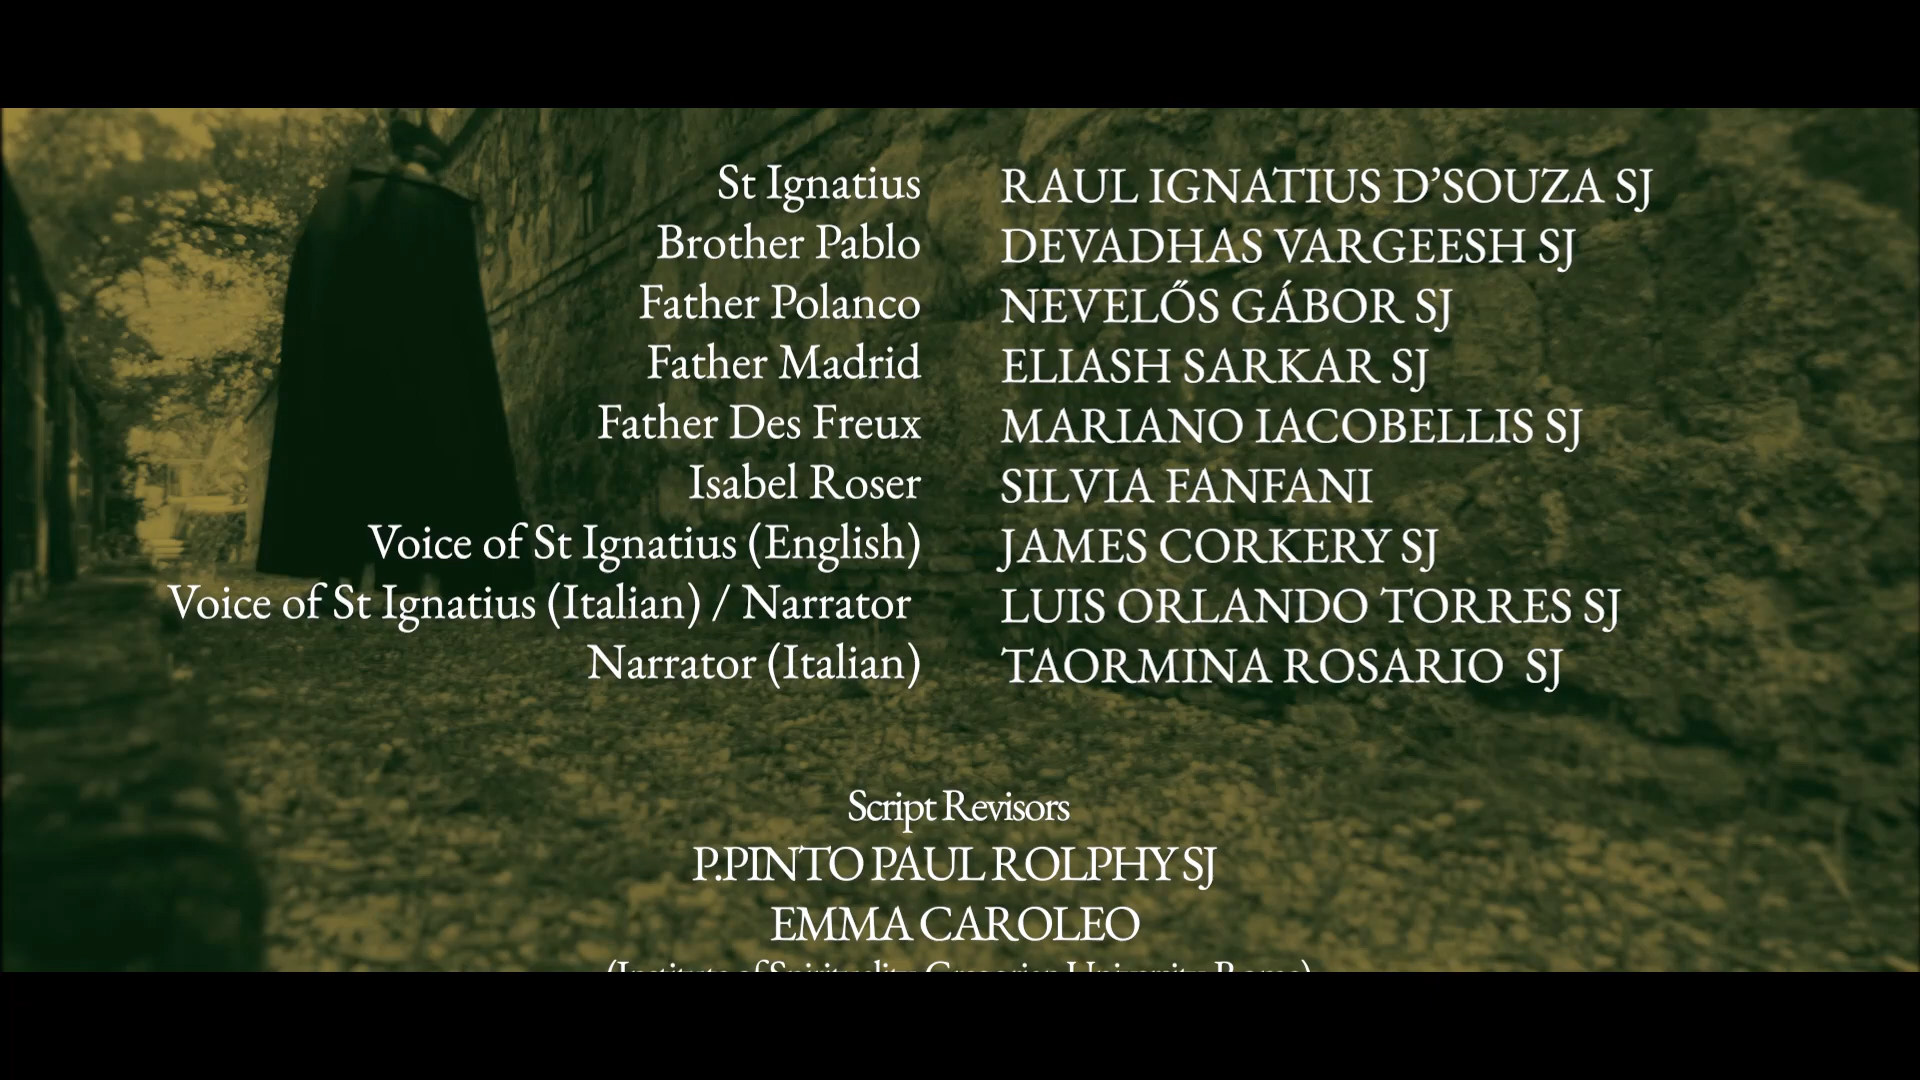 St Ignatius RAUL IGNATIUS D’SOUZA SJ
Brother Pablo DEVADHAS VARGEESH SJ
Father Polanco NEVELŐS GÁBOR SJ
Father Madrid ELIASH SARKAR SJ
Father Des Freux MARIANO IACOBELLIS SJ
Isabel Roser SILVIA FANFANI
Voice of St Ignatius (English) JAMES CORKERY SJ
Voice of St Ignatius (Italian) / Narrator LUIS ORLANDO TORRES SJ
Narrator (Italian) TAORMINA ROSARIO SJ
Script Revisors
P.PINTO PAUL ROLPHY SJ
EMMA CAROLEO